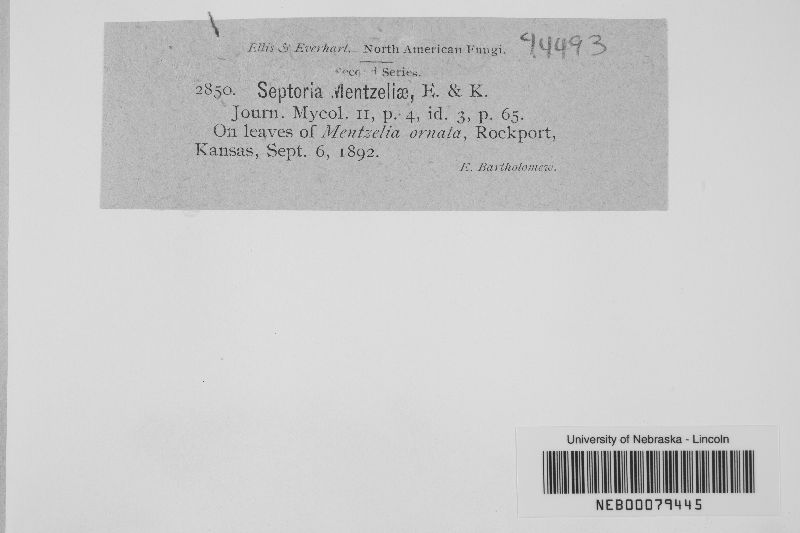 Ellis & Everhart.—North American Fungi. 94493
Second Series.
2850. Septoria Mentzeliæ, E. & K.
Journ. Mycol. II, p. 4, id. 3, p. 65.
On leaves of Mentzelia ornata, Rockport,
Kansas, Sept. 6, 1892.
E. Bartholomew.
University of Nebraska - Lincoln
NEB00079445